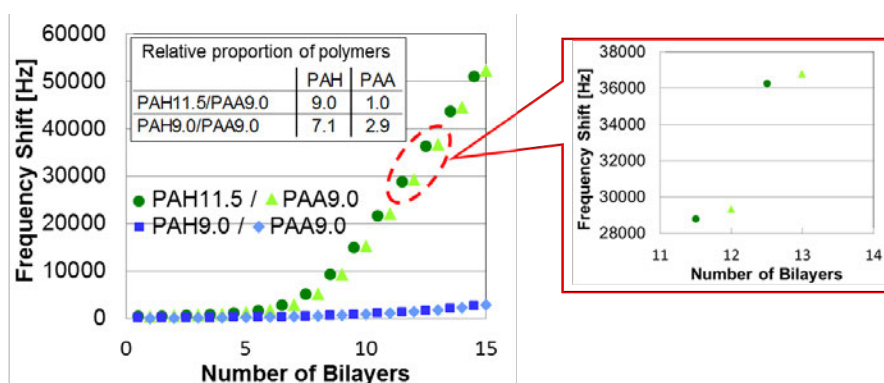 60000
50000
40000
30000
20000
10000
0
Frequency Shift [Hz]
Relative proportion of polymers
PAH PAA
PAH11.5/PAA9.0 9.0 1.0
PAH9.0/PAA9.0 7.1 2.9
PAH11.5 / PAA9.0
PAH9.0 / PAA9.0
0 5 10 15
Number of Bilayers
38000
36000
34000
32000
30000
28000
Frequency Shift [Hz]
11 12 13 14
Number of Bilayers